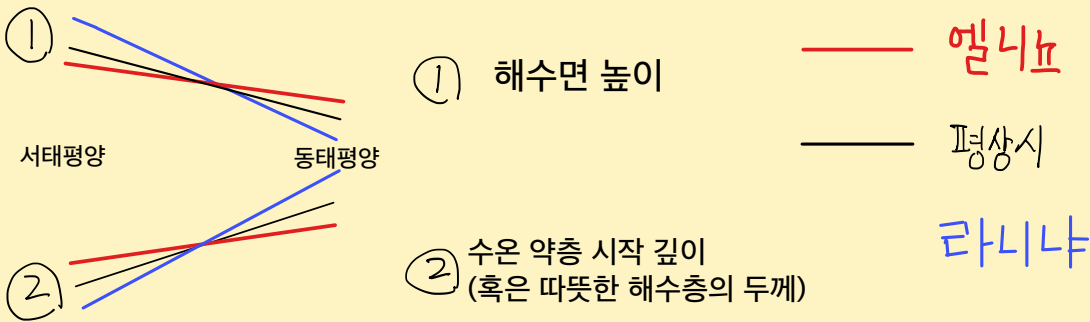 ①
① 해수면 높이
엘니뇨
서태평양
동태평양
평상시
라니냐
②
② 수온 약층 시작 깊이
(혹은 따뜻한 해수층의 두께)